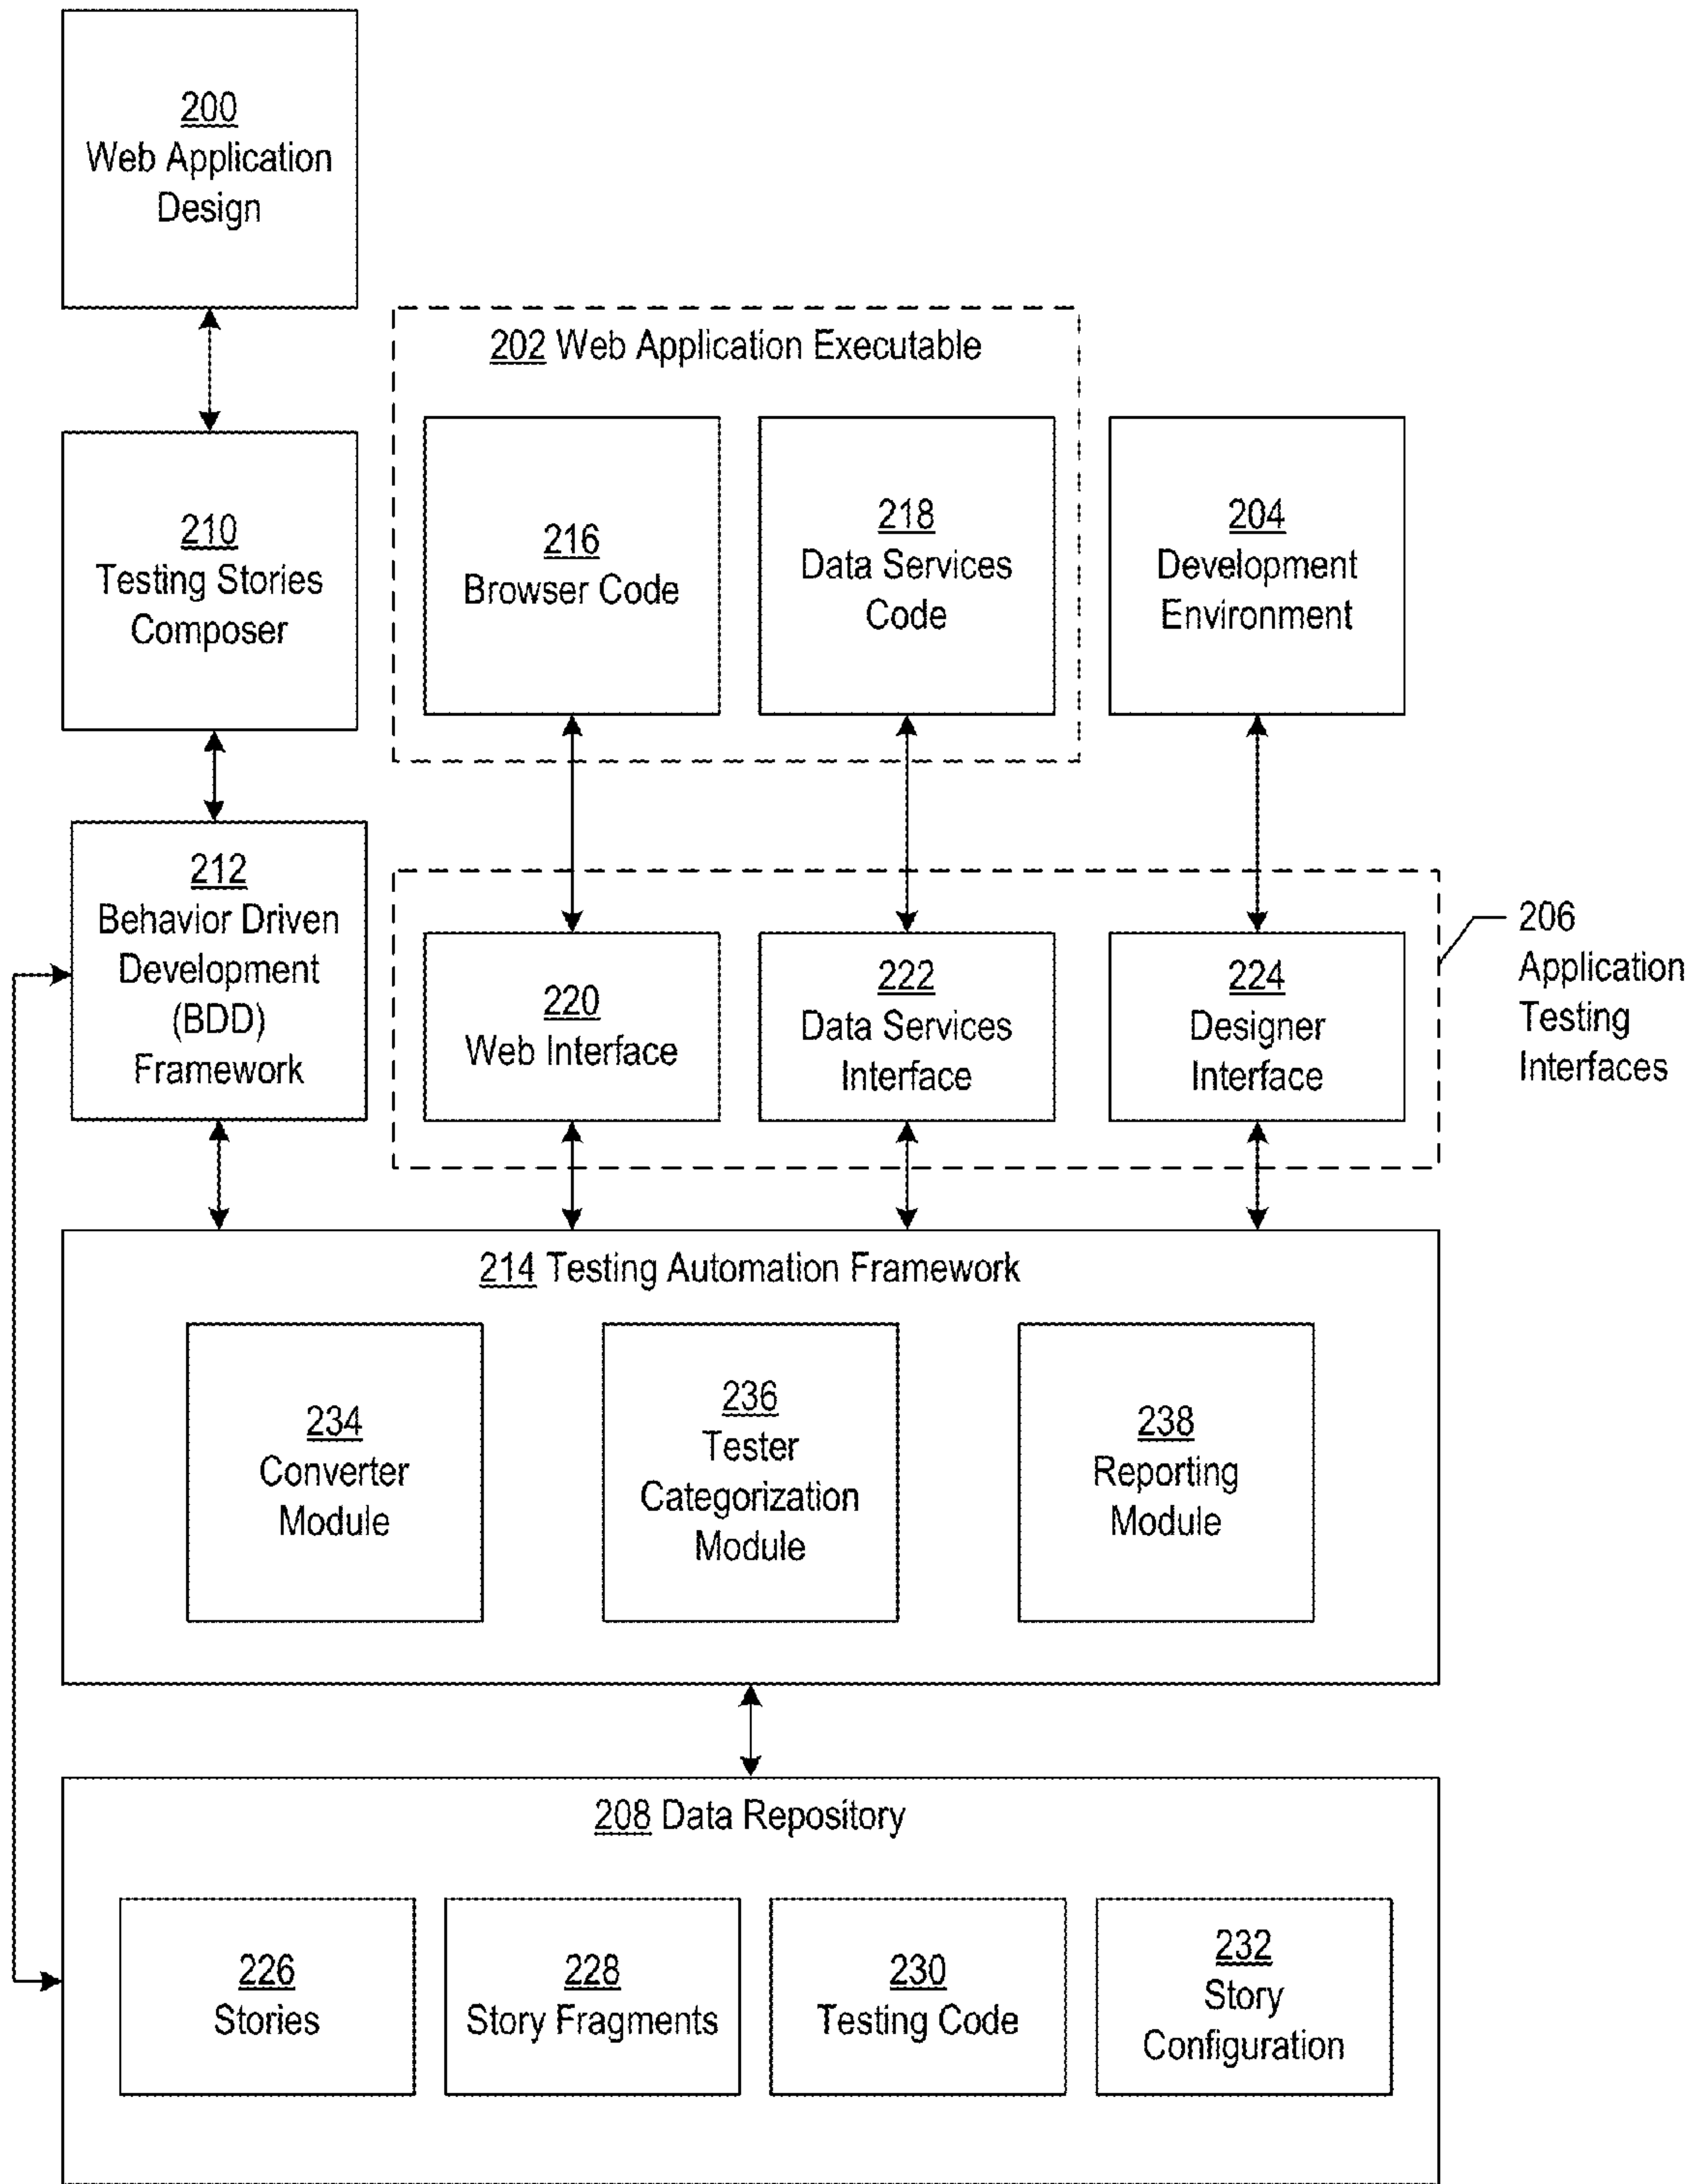 200
Web Application
Design
202 Web Application Executable
210
Testing Stories
Composer
216
Browser Code
218
Data Services
Code
204
Development
Environment
212
Behavior Driven
Development
(BDD)
Framework
220
Web Interface
222
Data Services
Interface
224
Designer
Interface
206
Application
Testing
Interfaces
214 Testing Automation Framework
234
Converter
Module
236
Tester
Categorization
Module
238
Reporting
Module
208 Data Repository
226
Stories
228
Story Fragments
230
Testing Code
232
Story
Configuration